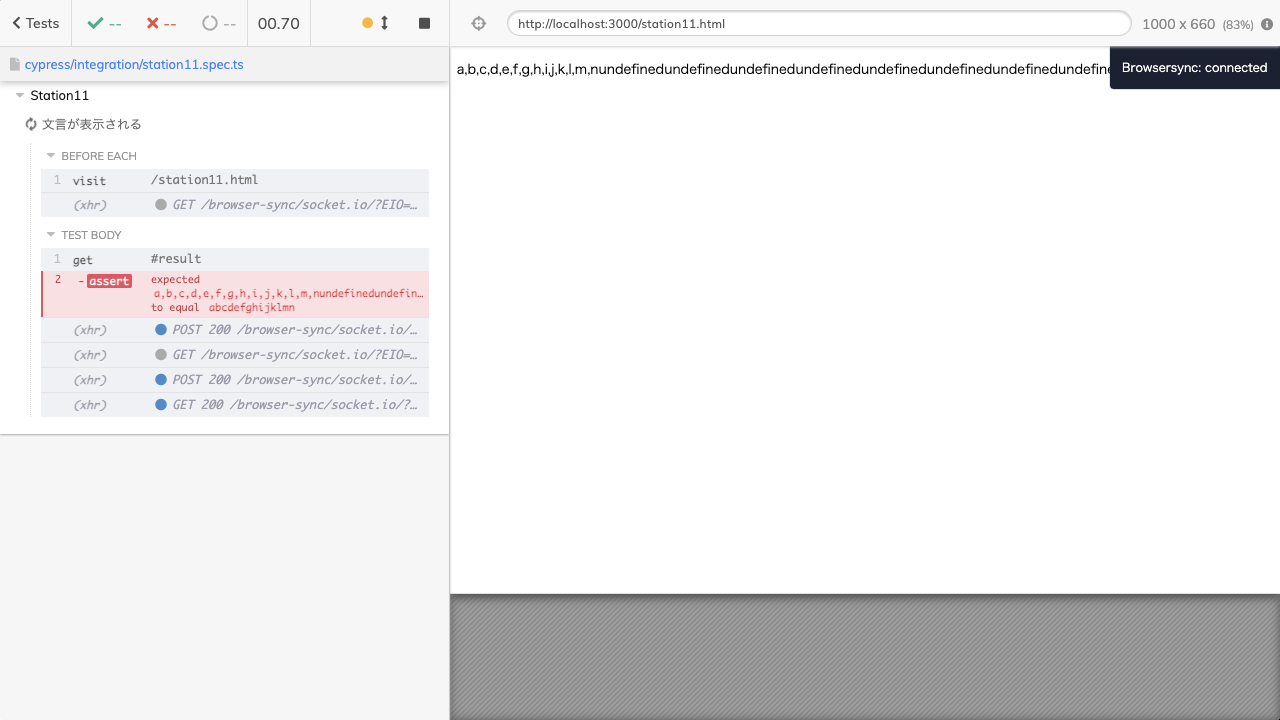 Tests
--
--
--
00.70
http://localhost:3000/station11.html
1000 x 660 (83%)
cypress/integration/station11.spec.ts
Station11
文言が表示される
BEFORE EACH
1 visit /station11.html
(xhr) GET /browser-sync/socket.io/?EIO=…
TEST BODY
1 get #result
2 -assert expected
a,b,c,d,e,f,g,h,i,j,k,l,m,nundefinedundefin…
to equal abcdefghijklmn
(xhr) POST 200 /browser-sync/socket.io/…
(xhr) GET /browser-sync/socket.io/?EIO=…
(xhr) POST 200 /browser-sync/socket.io/…
(xhr) GET 200 /browser-sync/socket.io/?…
a,b,c,d,e,f,g,h,i,j,k,l,m,nundefinedundefinedundefinedundefinedundefinedundefinedundefinedundefine
Browsersync: connected